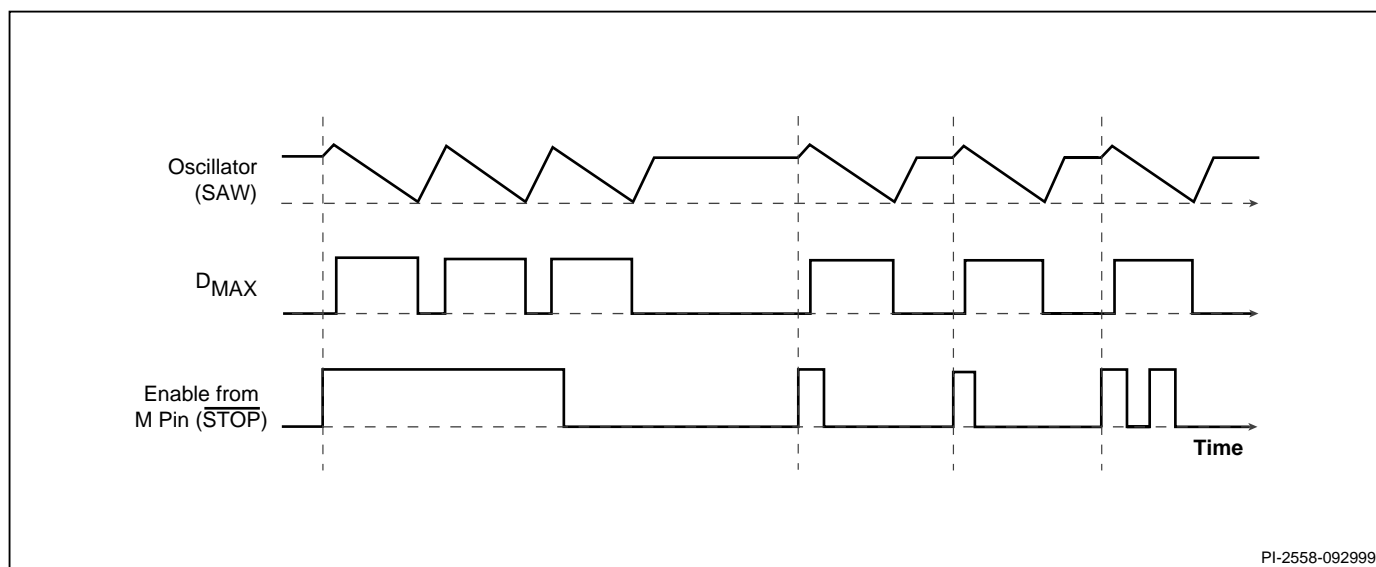 Oscillator
(SAW)
DMAX
Enable from
M Pin (STOP)
Time
PI-2558-092999